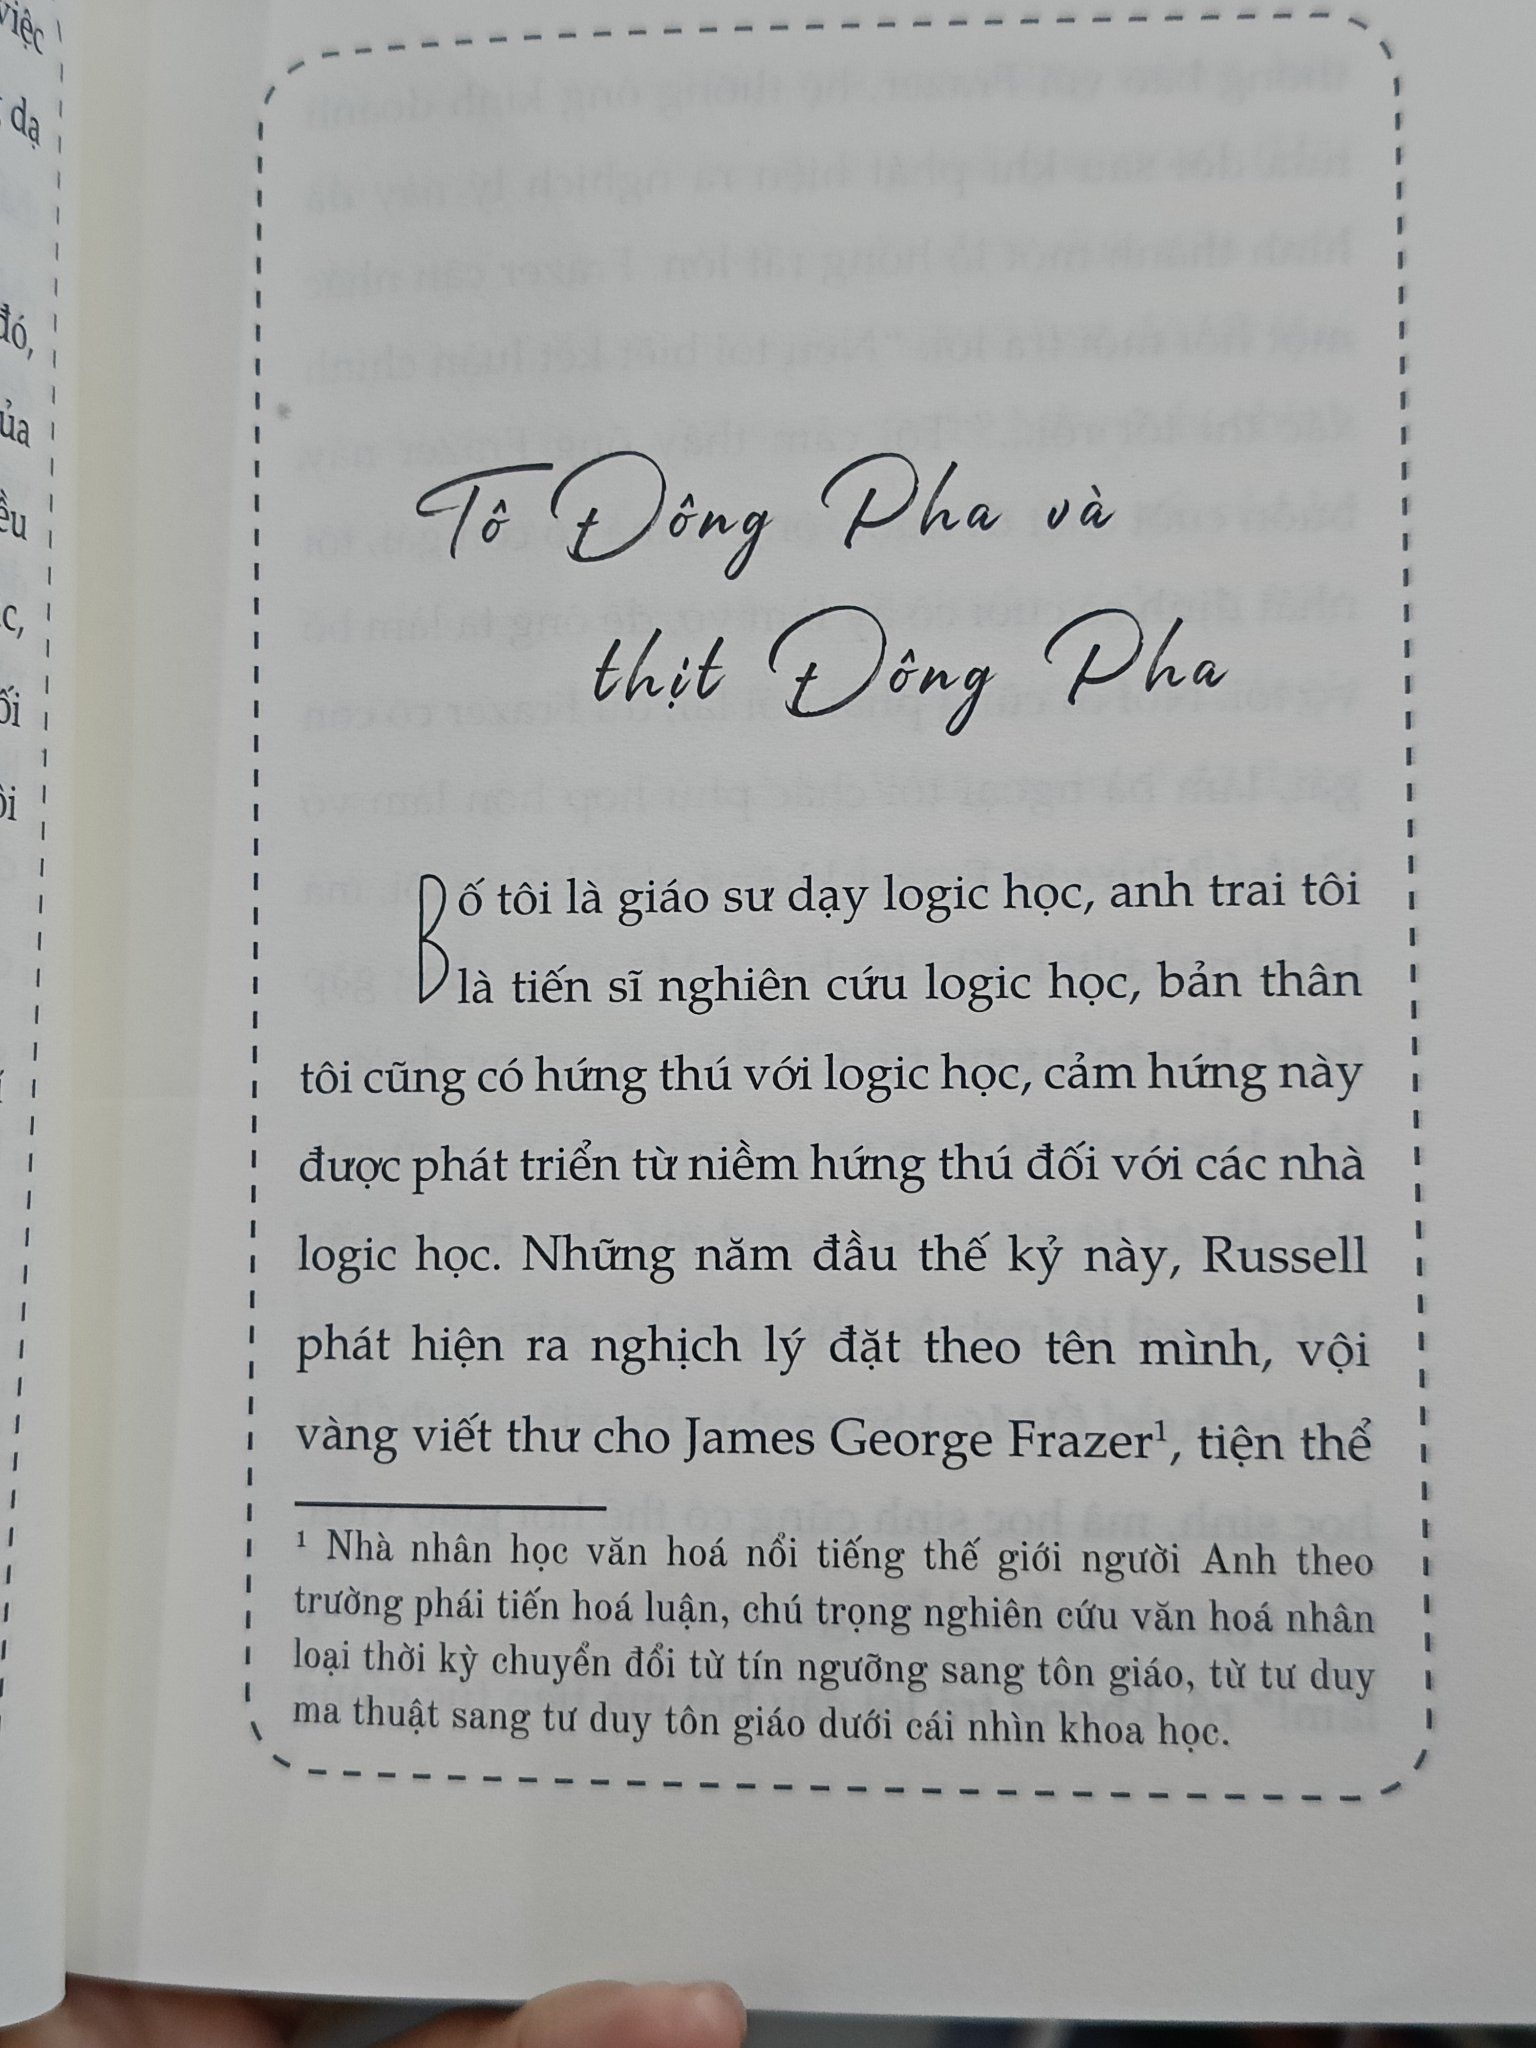 việc
dạ
đó,
của
ối
Tô Đông Pha và
thịt Đông Pha
Bố tôi là giáo sư dạy logic học, anh trai tôi
là tiến sĩ nghiên cứu logic học, bản thân
tôi cũng có hứng thú với logic học, cảm hứng này
được phát triển từ niềm hứng thú đối với các nhà
logic học. Những năm đầu thế kỷ này, Russell
phát hiện ra nghịch lý đặt theo tên mình, vội
vàng viết thư cho James George Frazer¹, tiện thể
¹ Nhà nhân học văn hoá nổi tiếng thế giới người Anh theo
trường phái tiến hoá luận, chú trọng nghiên cứu văn hoá nhân
loại thời kỳ chuyển đổi từ tín ngưỡng sang tôn giáo, từ tư duy
ma thuật sang tư duy tôn giáo dưới cái nhìn khoa học.